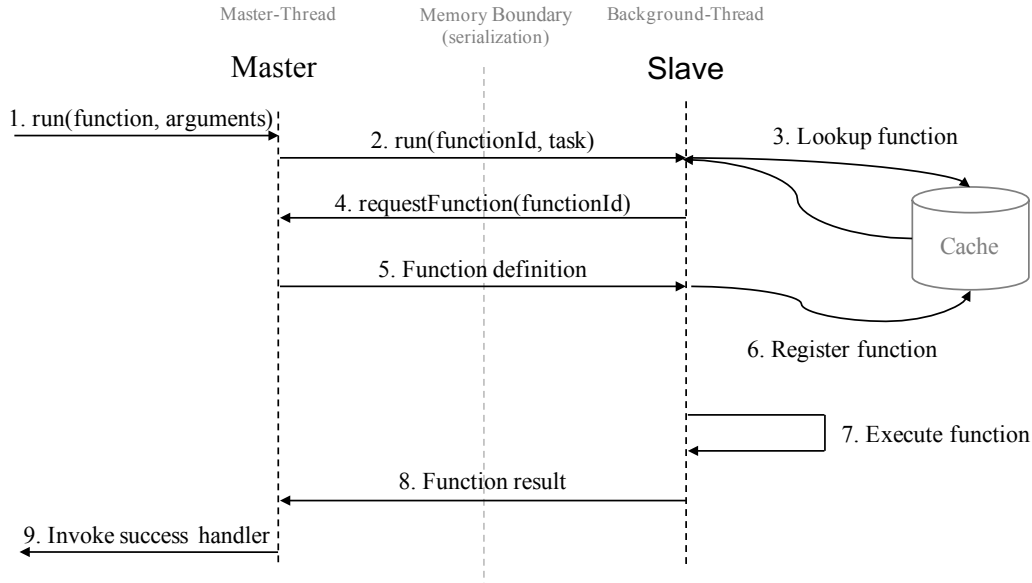 Master-Thread
Memory Boundary
(serialization)
Background-Thread
Master
Slave
1. run(function, arguments)
2. run(functionId, task)
3. Lookup function
4. requestFunction(functionId)
Cache
5. Function definition
6. Register function
7. Execute function
8. Function result
9. Invoke success handler